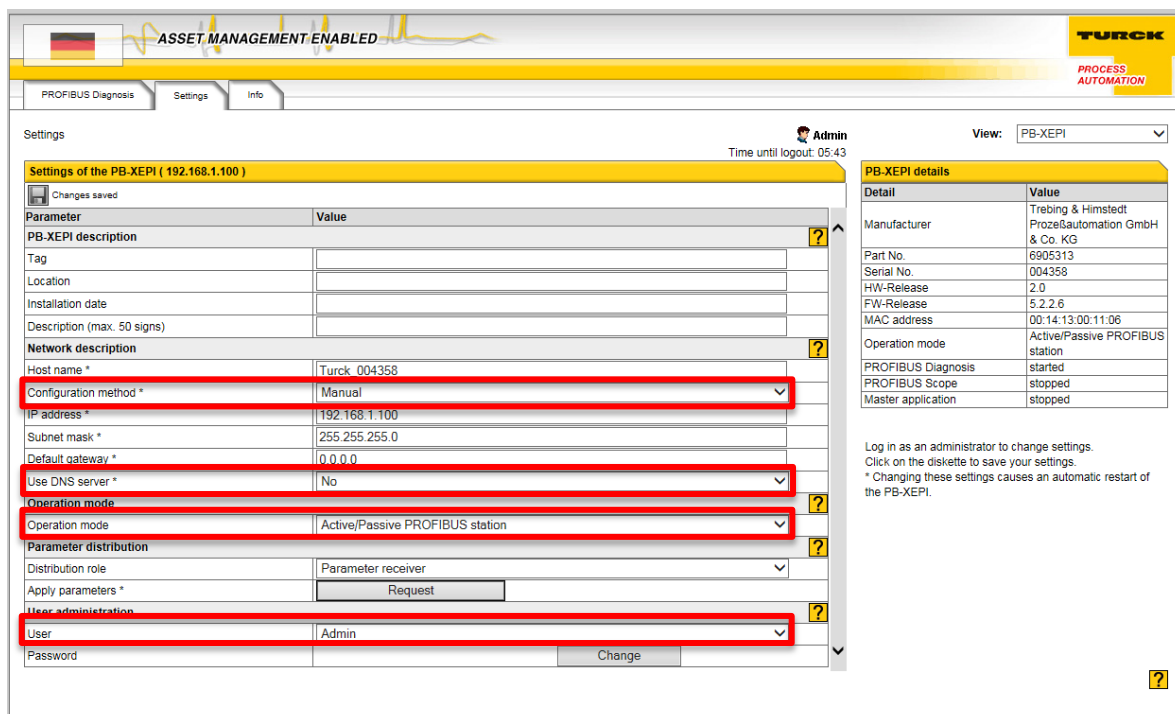 ASSET MANAGEMENT ENABLED
TURCK
PROCESS
AUTOMATION
PROFIBUS Diagnosis Settings Info
Settings
Admin
Time until logout: 05:43
View: PB-XEPI
Settings of the PB-XEPI ( 192.168.1.100 )
Changes saved
Parameter Value
PB-XEPI description ?
Tag
Location
Installation date
Description (max. 50 signs)
Network description ?
Host name * Turck_004358
Configuration method * Manual
IP address * 192.168.1.100
Subnet mask * 255.255.255.0
Default gateway * 0.0.0.0
Use DNS server * No
Operation mode ?
Operation mode Active/Passive PROFIBUS station
Parameter distribution ?
Distribution role Parameter receiver
Apply parameters * Request
User administration ?
User Admin
Password Change
PB-XEPI details
Detail Value
Manufacturer Trebing & Himstedt
Prozeßautomation GmbH
& Co. KG
Part No. 6905313
Serial No. 004358
HW-Release 2.0
FW-Release 5.2.2.6
MAC address 00:14:13:00:11:06
Operation mode Active/Passive PROFIBUS
station
PROFIBUS Diagnosis started
PROFIBUS Scope stopped
Master application stopped
Log in as an administrator to change settings.
Click on the diskette to save your settings.
* Changing these settings causes an automatic restart of
the PB-XEPI.
?